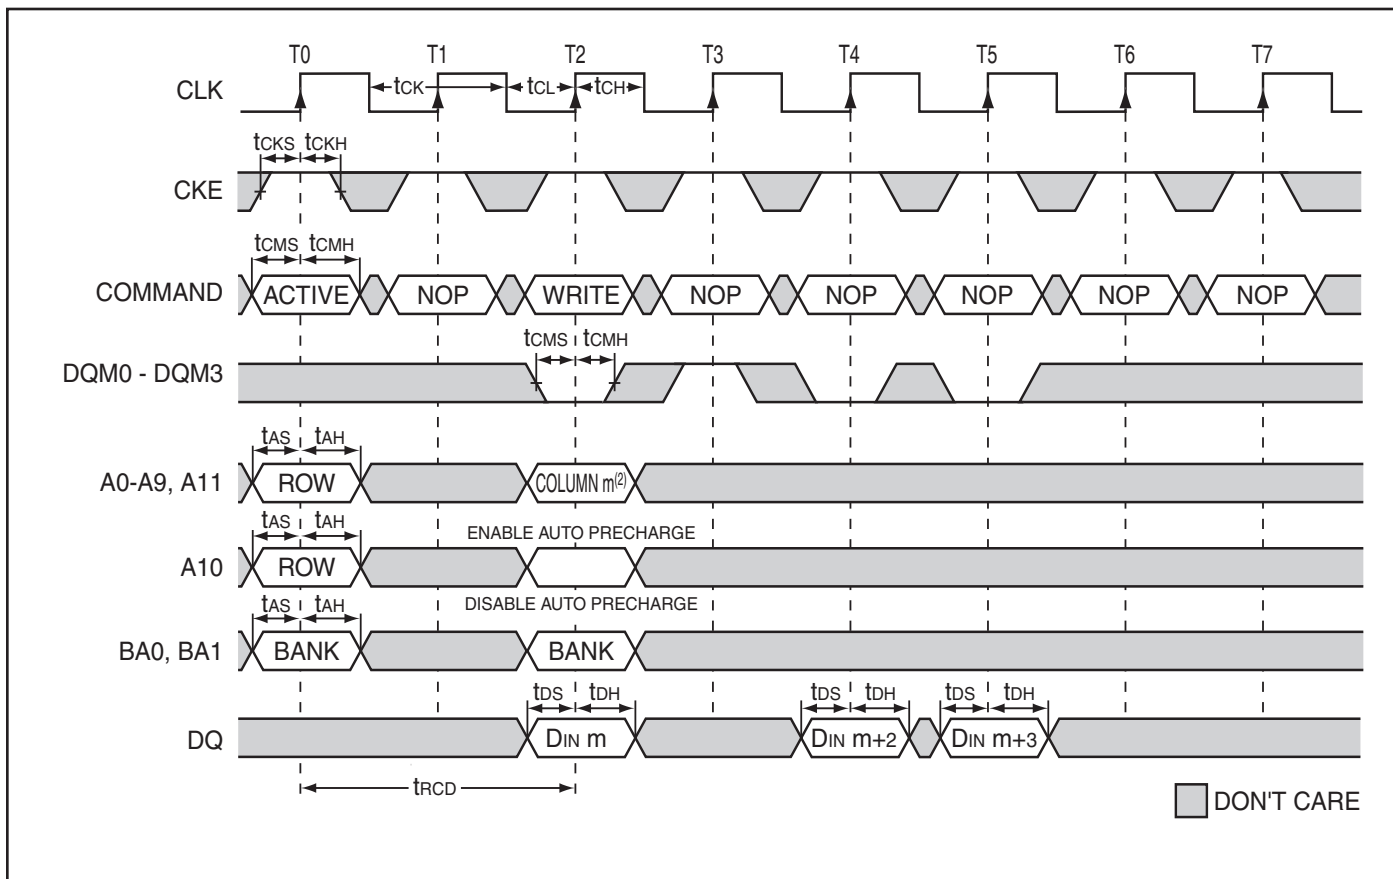 T0 T1 T2 T3 T4 T5 T6 T7
CLK tCK tCL tCH
tCKS tCKH
CKE
tCMS tCMH
COMMAND ACTIVE NOP WRITE NOP NOP NOP NOP NOP
tCMS tCMH
DQM0 - DQM3
tAS tAH
A0-A9, A11 ROW COLUMN m(2)
tAS tAH ENABLE AUTO PRECHARGE
A10 ROW
tAS tAH DISABLE AUTO PRECHARGE
BA0, BA1 BANK BANK
tDS tDH tDS tDH tDS tDH
DQ DIN m DIN m+2 DIN m+3
tRCD
DON'T CARE